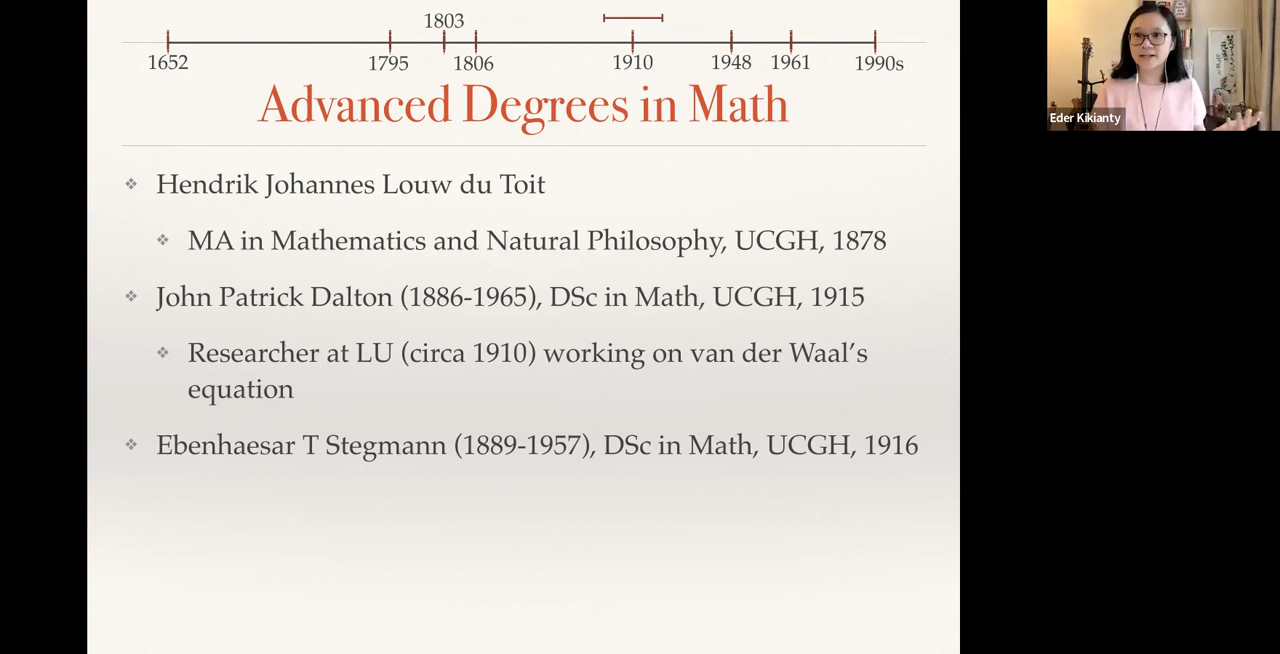 1803
1652 1795 1806 1910 1948 1961 1990s
Advanced Degrees in Math
Hendrik Johannes Louw du Toit
MA in Mathematics and Natural Philosophy, UCGH, 1878
John Patrick Dalton (1886-1965), DSc in Math, UCGH, 1915
Researcher at LU (circa 1910) working on van der Waal's
equation
Ebenhaesar T Stegmann (1889-1957), DSc in Math, UCGH, 1916
Eder Kikianty